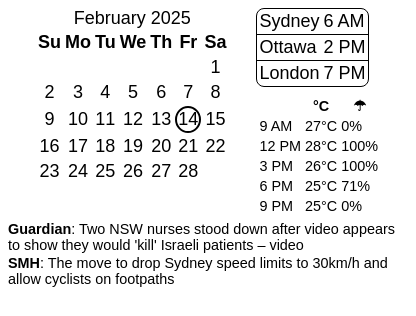 February 2025
Su Mo Tu We Th Fr Sa
1
2 3 4 5 6 7 8
9 10 11 12 13 14 15
16 17 18 19 20 21 22
23 24 25 26 27 28
Sydney 6 AM
Ottawa 2 PM
London 7 PM
°C ☂
9 AM 27°C 0%
12 PM 28°C 100%
3 PM 26°C 100%
6 PM 25°C 71%
9 PM 25°C 0%
Guardian: Two NSW nurses stood down after video appears
to show they would 'kill' Israeli patients – video
SMH: The move to drop Sydney speed limits to 30km/h and
allow cyclists on footpaths